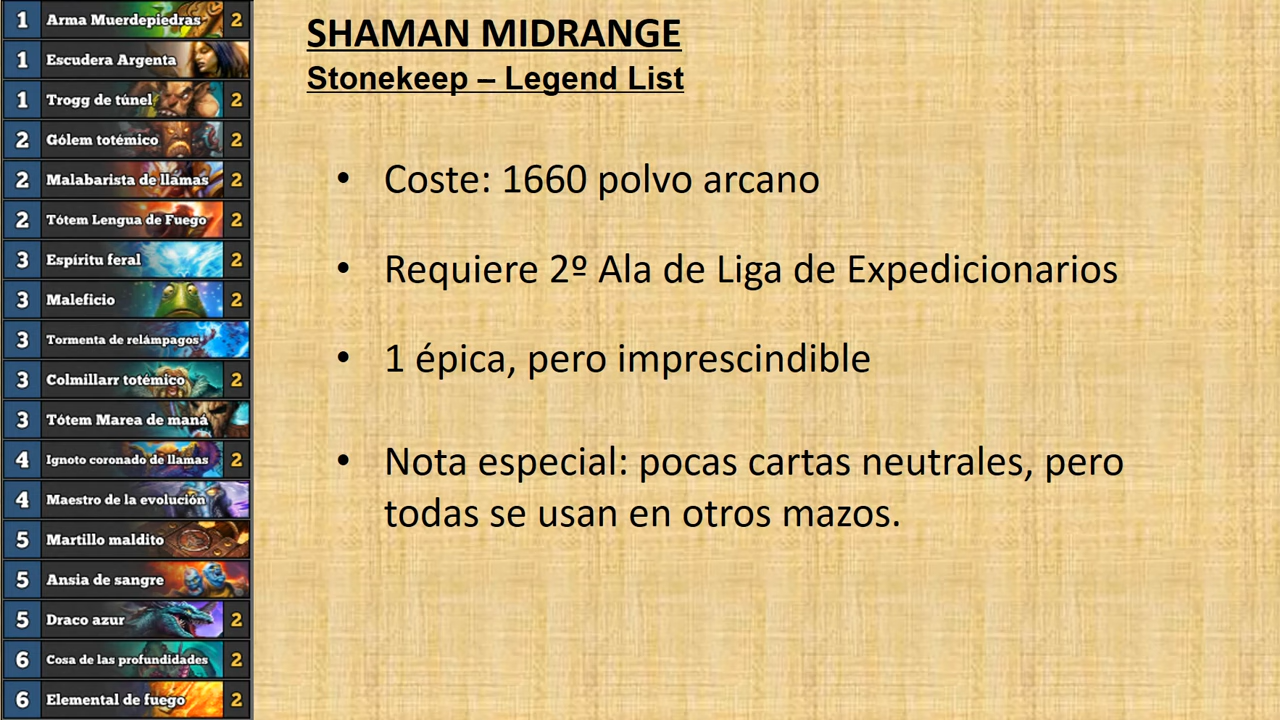 1 Arma Muerdepiedras 2
1 Escudera Argenta
1 Trogg de túnel 2
2 Gólem totémico 2
2 Malabarista de llamas 2
2 Tótem Lengua de Fuego 2
3 Espíritu feral 2
3 Maleficio 2
3 Tormenta de relámpagos
3 Colmillarr totémico 2
3 Tótem Marea de maná
4 Ignoto coronado de llamas 2
4 Maestro de la evolución
5 Martillo maldito
5 Ansia de sangre
5 Draco azur 2
6 Cosa de las profundidades 2
6 Elemental de fuego 2
SHAMAN MIDRANGE
Stonekeep – Legend List
• Coste: 1660 polvo arcano
• Requiere 2º Ala de Liga de Expedicionarios
• 1 épica, pero imprescindible
• Nota especial: pocas cartas neutrales, pero
todas se usan en otros mazos.